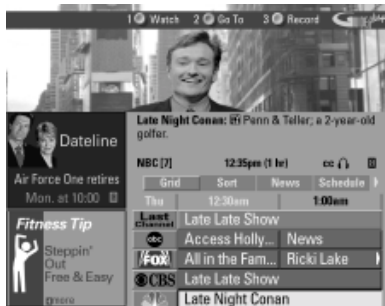 1 Watch 2 Go To 3 Record
Late Night Conan: Penn & Teller; a 2-year-old
golfer.
Dateline
NBC [7] 12:35pm (1 hr) cc
Air Force One retires
Mon. at 10:00
Grid Sort News Schedule
Thu 12:30am 1:00am
Last Channel Late Late Show
abc Access Holly... News
FOX All in the Fam... Ricki Lake
CBS Late Late Show
Late Night Conan
Fitness Tip
Steppin'
Out
Free & Easy
more